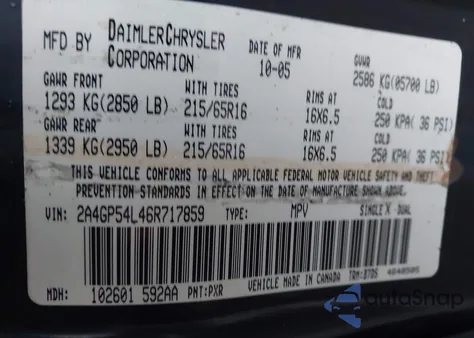 MFD BY DAIMLERCHRYSLER CORPORATION
DATE OF MFR 10-05
GVWR 2586 KG(05700 LB)
GAWR FRONT WITH TIRES RIMS AT COLD
1293 KG(2850 LB) 215/65R16 16X6.5 250 KPA( 36 PSI)
GAWR REAR WITH TIRES RIMS AT COLD
1339 KG(2950 LB) 215/65R16 16X6.5 250 KPA( 36 PSI)
THIS VEHICLE CONFORMS TO ALL APPLICABLE FEDERAL MOTOR VEHICLE SAFETY AND THEFT
PREVENTION STANDARDS IN EFFECT ON THE DATE OF MANUFACTURE SHOWN ABOVE.
VIN: 2A4GP54L46R717859 TYPE: MPV SINGLE X DUAL
MDH: 102601 592AA PNT:PXR VEHICLE MADE IN CANADA TRM:D7D5 4648505
autoSnap